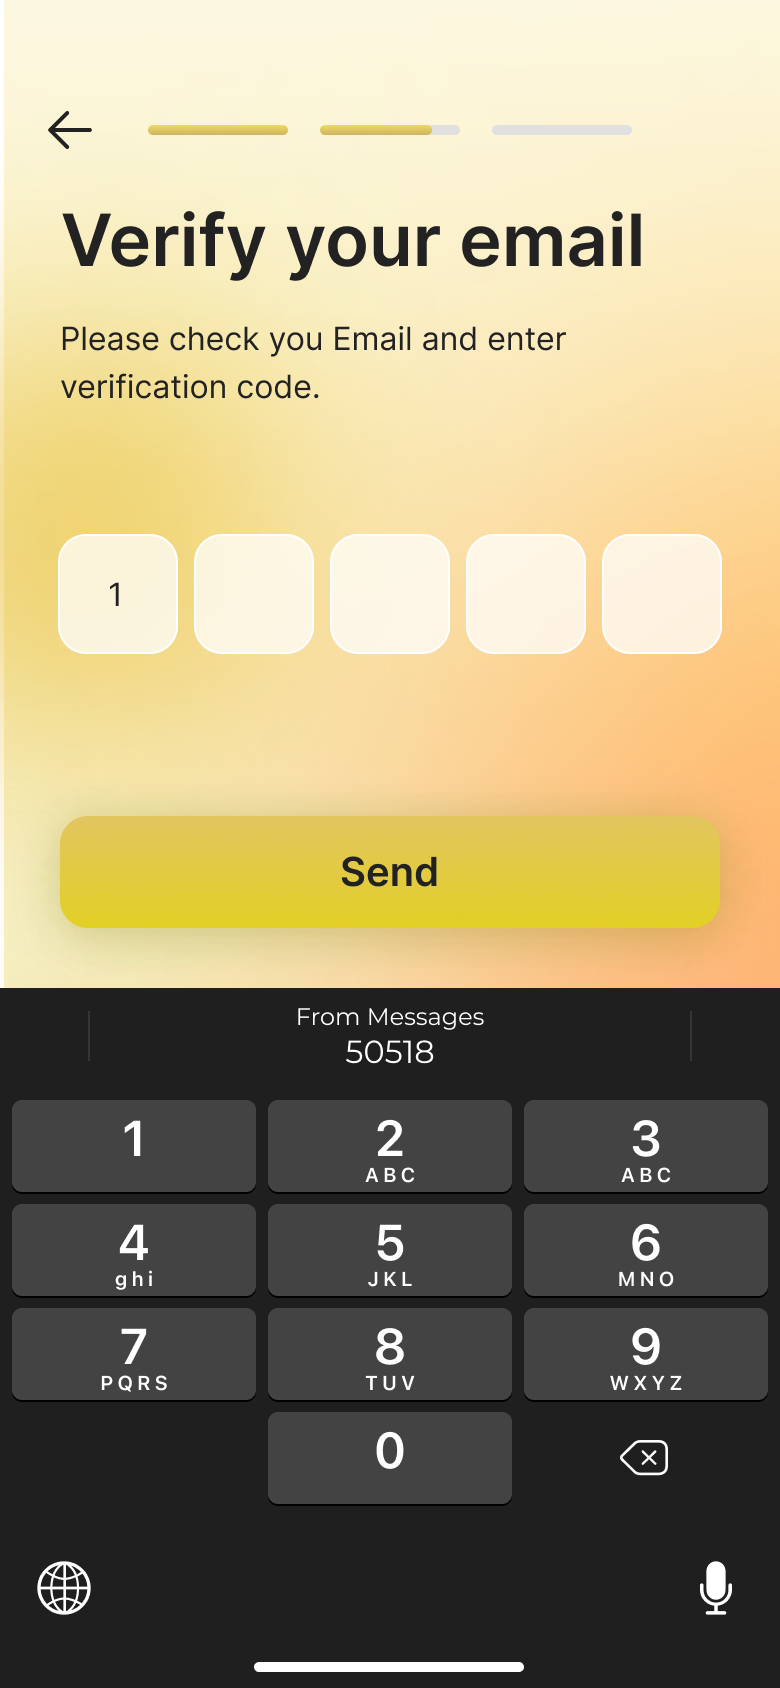 Verify your email
Please check you Email and enter
verification code.
1
Send
From Messages
50518
1
2
ABC
3
ABC
4
ghi
5
JKL
6
MNO
7
PQRS
8
TUV
9
WXYZ
0